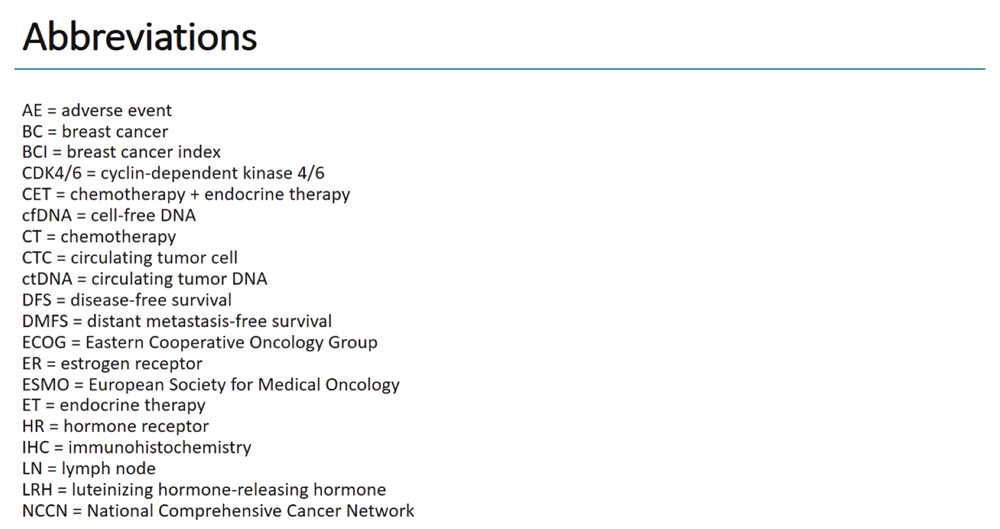 Abbreviations
AE = adverse event
BC = breast cancer
BCI = breast cancer index
CDK4/6 = cyclin-dependent kinase 4/6
CET = chemotherapy + endocrine therapy
cfDNA = cell-free DNA
CT = chemotherapy
CTC = circulating tumor cell
ctDNA = circulating tumor DNA
DFS = disease-free survival
DMFS = distant metastasis-free survival
ECOG = Eastern Cooperative Oncology Group
ER = estrogen receptor
ESMO = European Society for Medical Oncology
ET = endocrine therapy
HR = hormone receptor
IHC = immunohistochemistry
LN = lymph node
LRH = luteinizing hormone-releasing hormone
NCCN = National Comprehensive Cancer Network